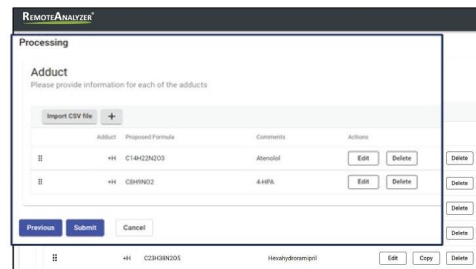 REMOTEANALYZER
Processing
Adduct
Please provide information for each of the adducts
Import CSV file +
Adduct Proposed Formula Comments Actions
+H C14H22N2O3 Atenolol Edit Delete
Delete
+H C8H9NO2 4-HPA Edit Delete
Delete
Delete
Previous Submit Cancel
Delete
+H C23H38N2O5 Hexahydroramipril Edit Copy Delete